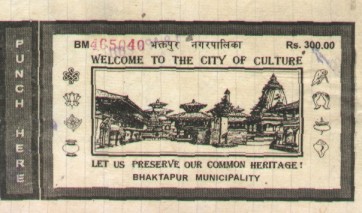 PUNCH HERE
BM 465040 भक्तपुर नगरपालिका Rs. 300.00
WELCOME TO THE CITY OF CULTURE
LET US PRESERVE OUR COMMON HERITAGE!
BHAKTAPUR MUNICIPALITY